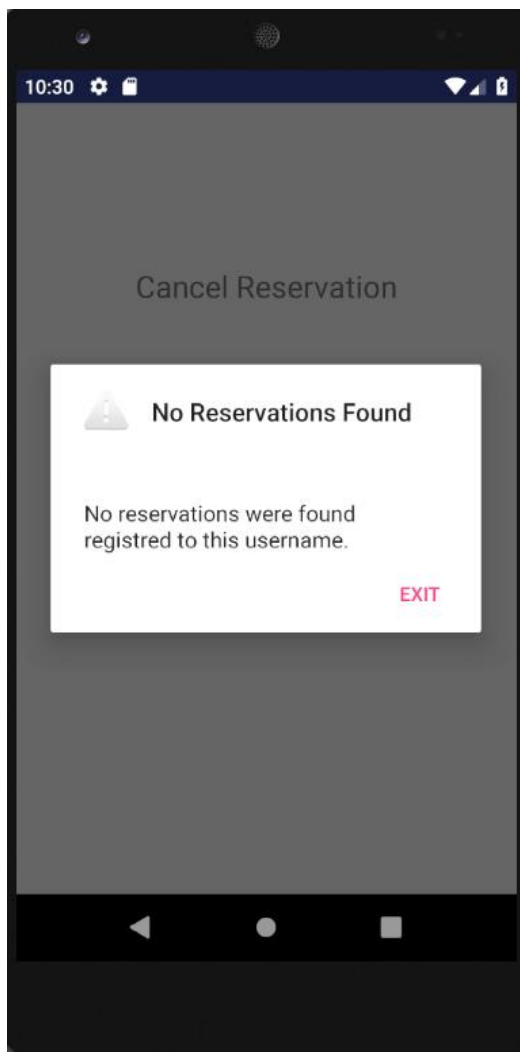 10:30
Cancel Reservation
No Reservations Found
No reservations were found
registred to this username.
EXIT